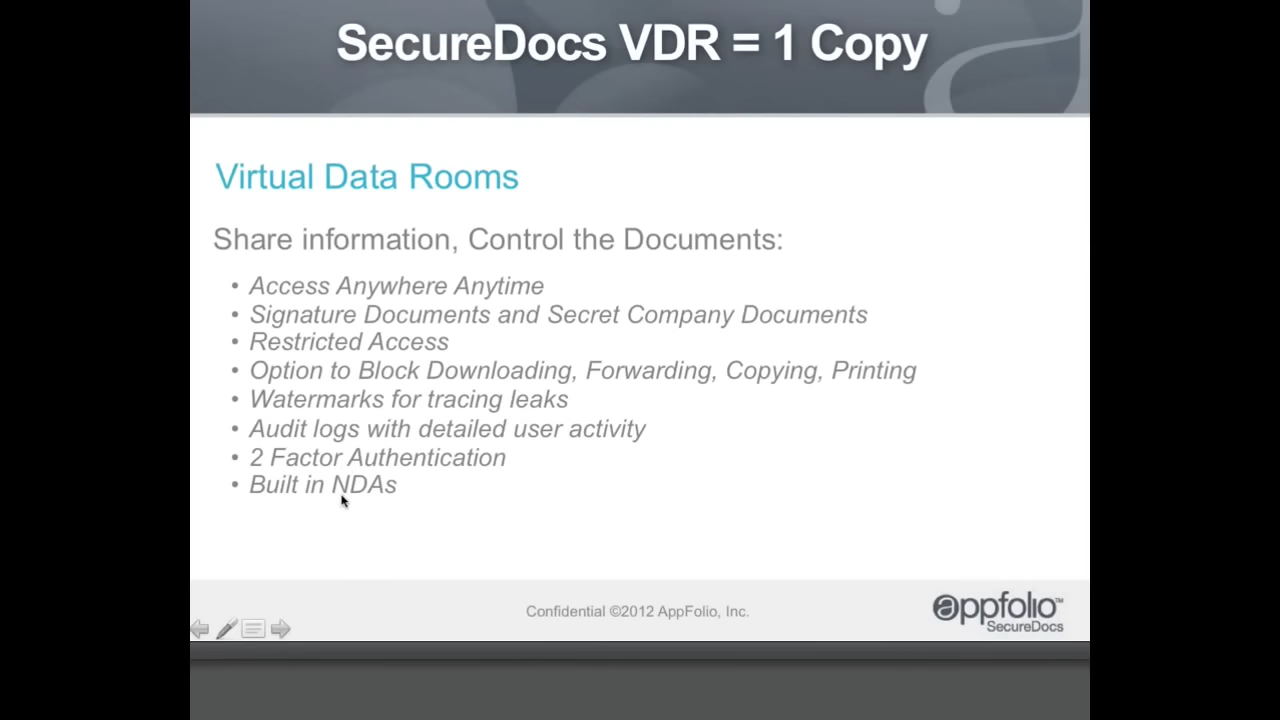 SecureDocs VDR = 1 Copy
Virtual Data Rooms
Share information, Control the Documents:
• Access Anywhere Anytime
• Signature Documents and Secret Company Documents
• Restricted Access
• Option to Block Downloading, Forwarding, Copying, Printing
• Watermarks for tracing leaks
• Audit logs with detailed user activity
• 2 Factor Authentication
• Built in NDAs
Confidential ©2012 AppFolio, Inc.
appfolio™
SecureDocs